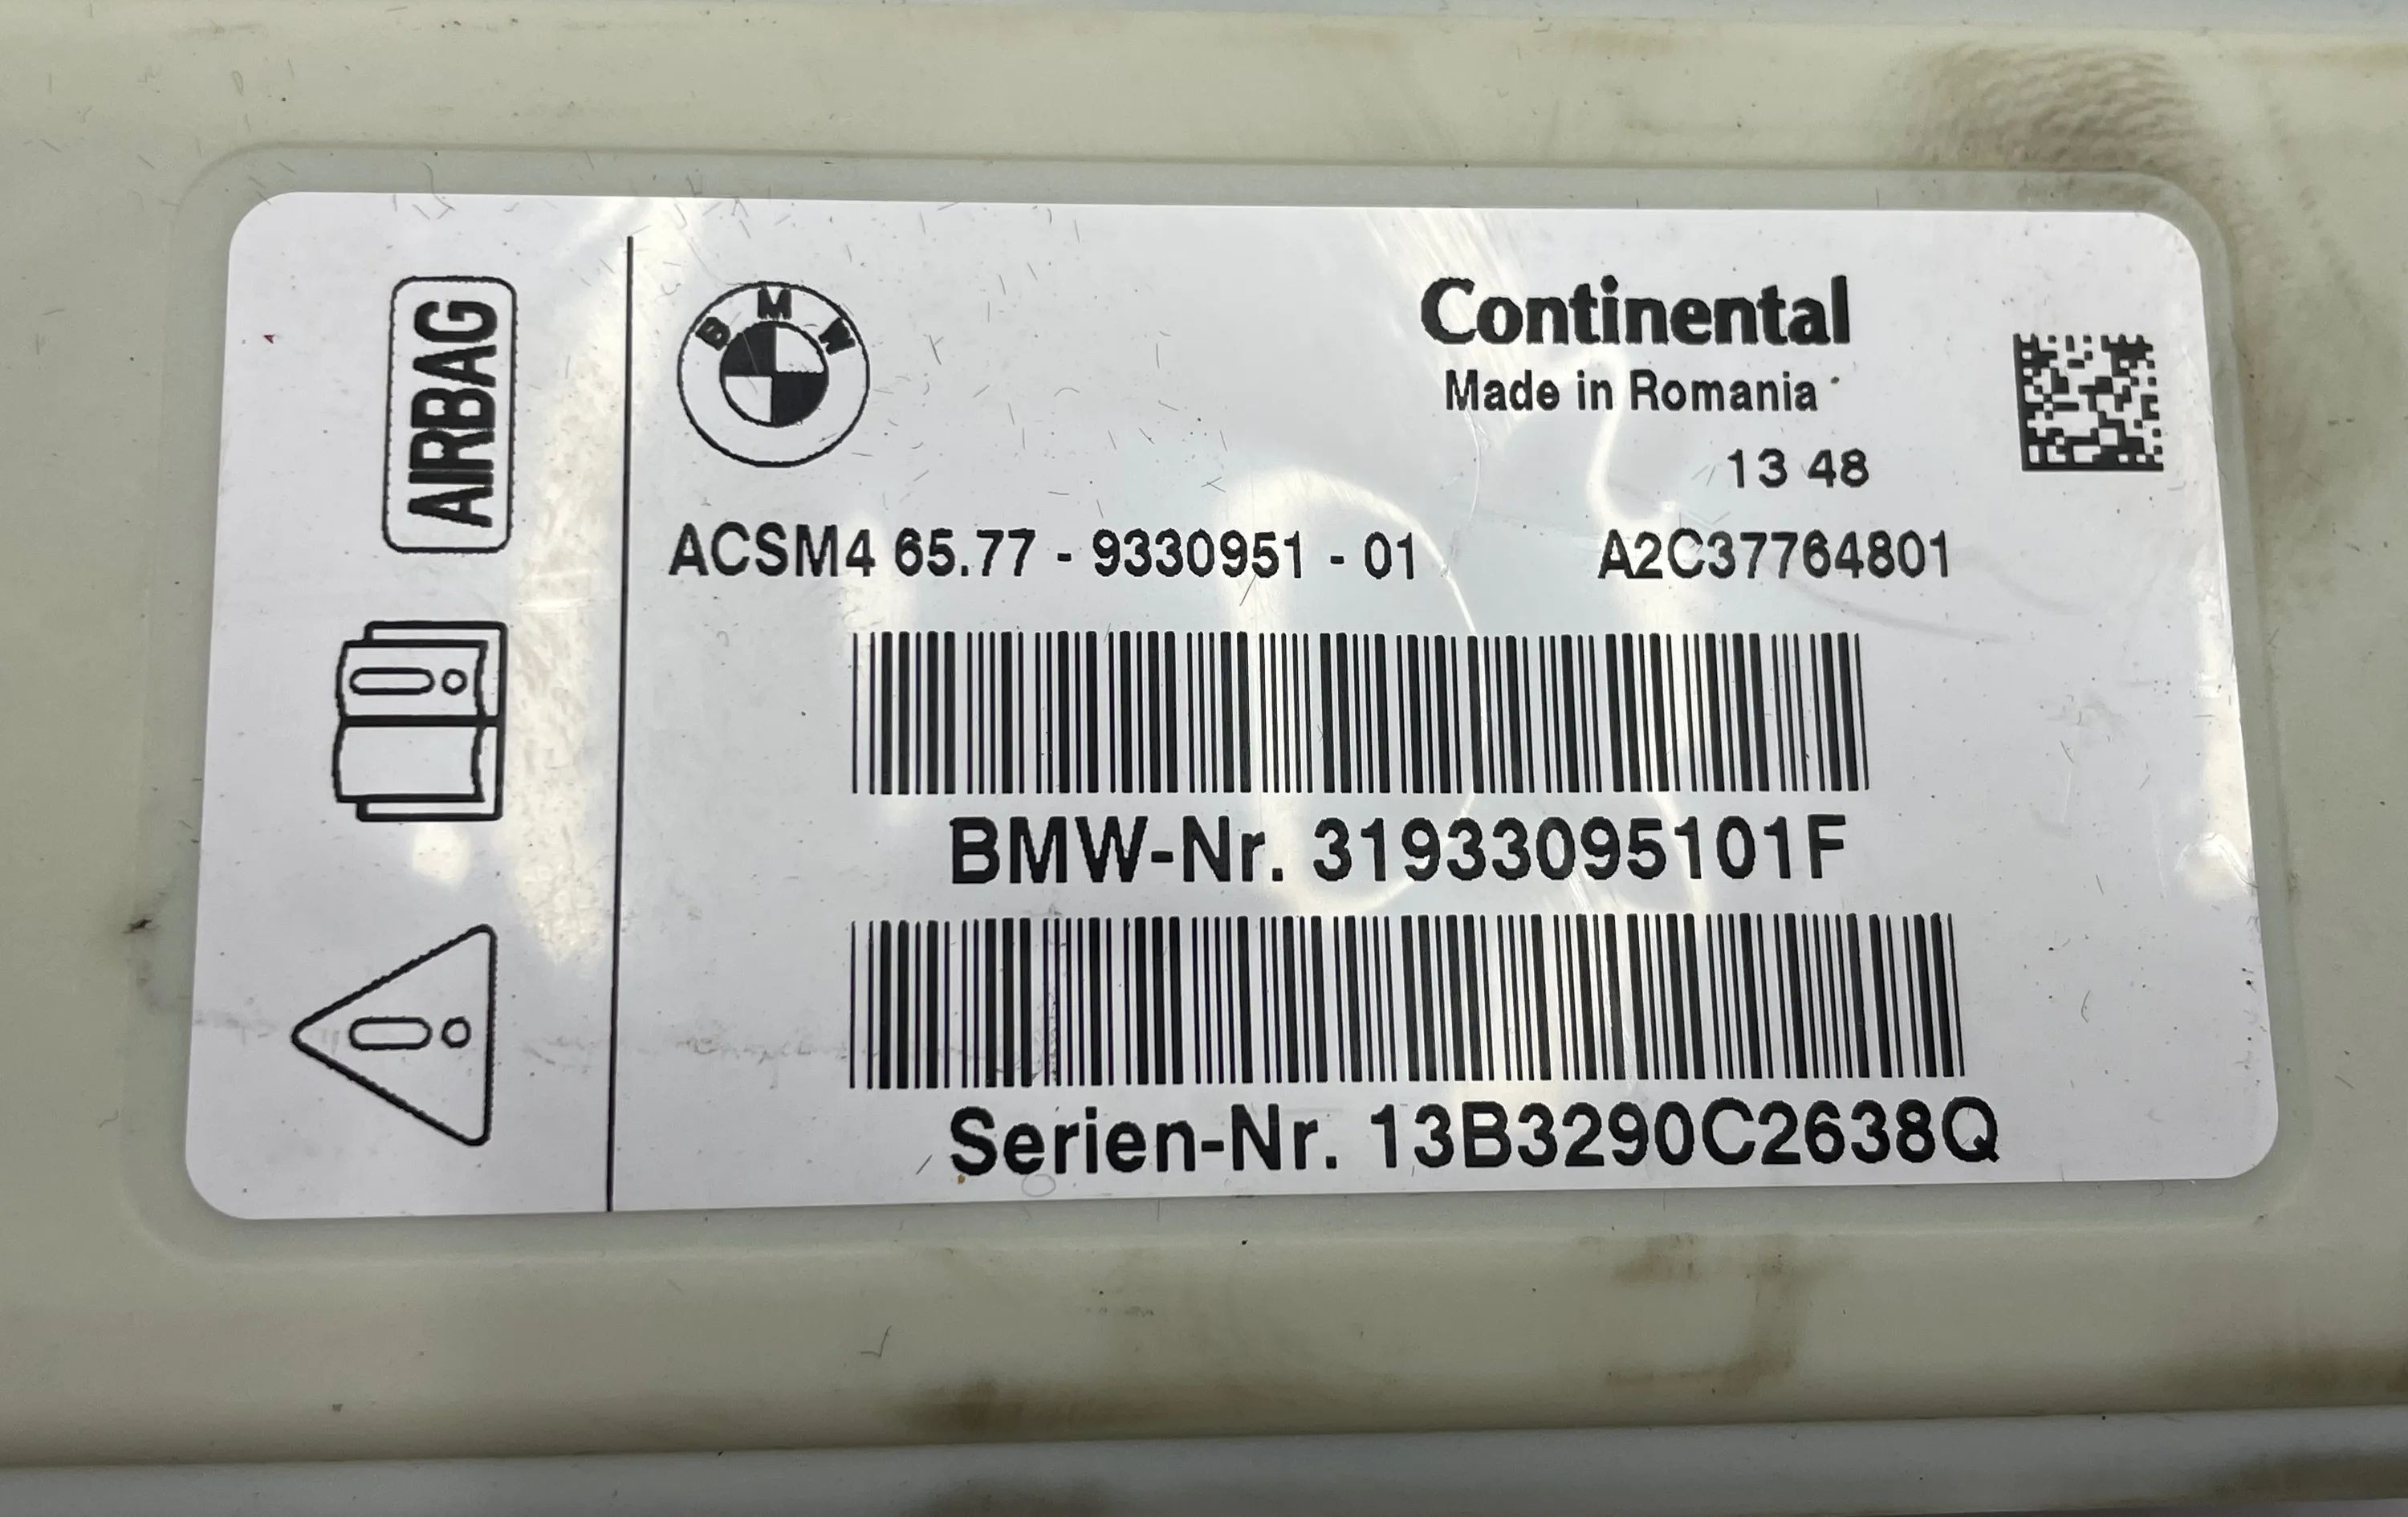 AIRBAG
BMW
Continental
Made in Romania
13 48
ACSM4 65.77 - 9330951 - 01 A2C37764801
BMW-Nr. 31933095101F
Serien-Nr. 13B3290C2638Q